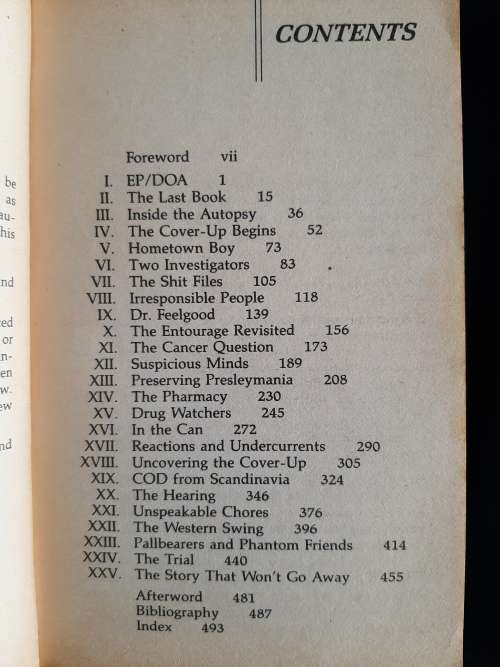 CONTENTS
Foreword vii
I. EP/DOA 1
II. The Last Book 15
III. Inside the Autopsy 36
IV. The Cover-Up Begins 52
V. Hometown Boy 73
VI. Two Investigators 83
VII. The Shit Files 105
VIII. Irresponsible People 118
IX. Dr. Feelgood 139
X. The Entourage Revisited 156
XI. The Cancer Question 173
XII. Suspicious Minds 189
XIII. Preserving Presleymania 208
XIV. The Pharmacy 230
XV. Drug Watchers 245
XVI. In the Can 272
XVII. Reactions and Undercurrents 290
XVIII. Uncovering the Cover-Up 305
XIX. COD from Scandinavia 324
XX. The Hearing 346
XXI. Unspeakable Chores 376
XXII. The Western Swing 396
XXIII. Pallbearers and Phantom Friends 414
XXIV. The Trial 440
XXV. The Story That Won't Go Away 455
Afterword 481
Bibliography 487
Index 493